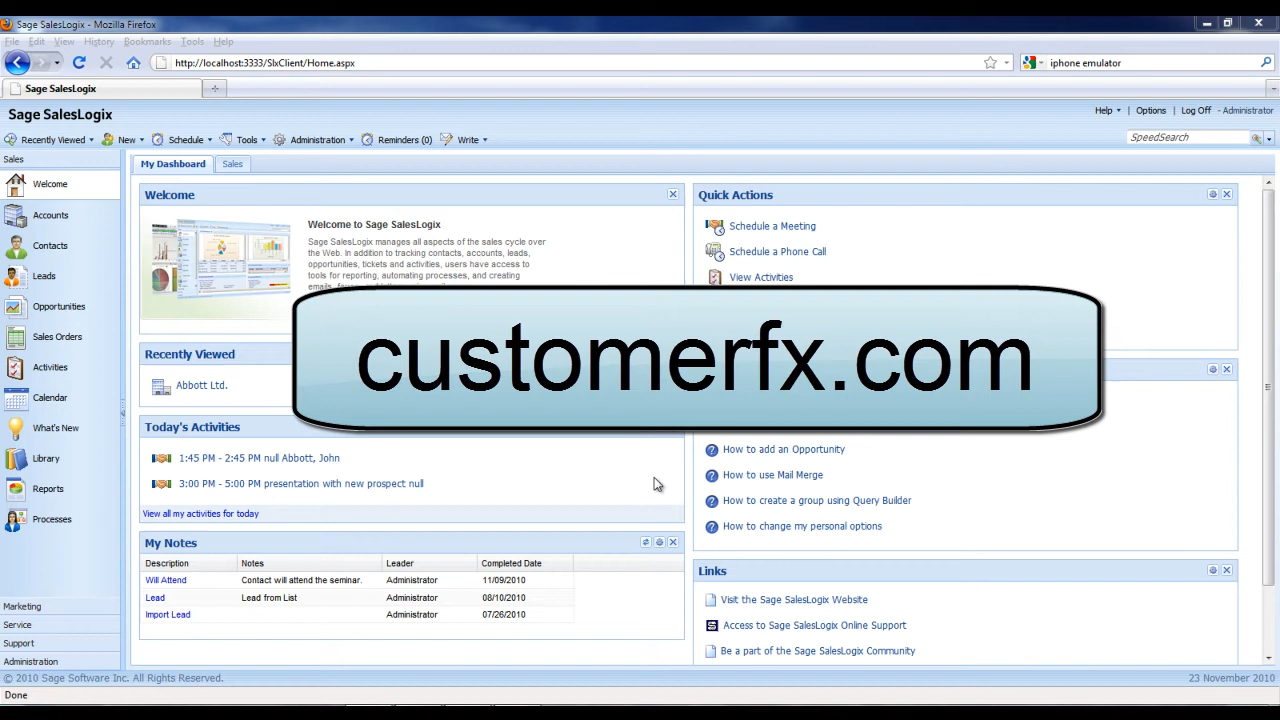 Sage SalesLogix - Mozilla Firefox
File Edit View History Bookmarks Tools Help
http://localhost:3333/SlxClient/Home.aspx
iphone emulator
Sage SalesLogix
Sage SalesLogix
Help Options Log Off - Administrator
Recently Viewed New Schedule Tools Administration Reminders (0) Write
SpeedSearch
Sales
Welcome
Accounts
Contacts
Leads
Opportunities
Sales Orders
Activities
Calendar
What's New
Library
Reports
Processes
Marketing
Service
Support
Administration
My Dashboard Sales
Welcome
Welcome to Sage SalesLogix
Sage SalesLogix manages all aspects of the sales cycle over
the Web. In addition to tracking contacts, accounts, leads,
opportunities, tickets and activities, users have access to
tools for reporting, automating processes, and creating
Quick Actions
Schedule a Meeting
Schedule a Phone Call
View Activities
customerfx.com
Recently Viewed
Abbott Ltd.
Today's Activities
1:45 PM - 2:45 PM null Abbott, John
3:00 PM - 5:00 PM presentation with new prospect null
View all my activities for today
How to add an Opportunity
How to use Mail Merge
How to create a group using Query Builder
How to change my personal options
My Notes
Description Notes Leader Completed Date
Will Attend Contact will attend the seminar. Administrator 11/09/2010
Lead Lead from List Administrator 08/10/2010
Import Lead Administrator 07/26/2010
Links
Visit the Sage SalesLogix Website
Access to Sage SalesLogix Online Support
Be a part of the Sage SalesLogix Community
© 2010 Sage Software Inc. All Rights Reserved.
23 November 2010
Done